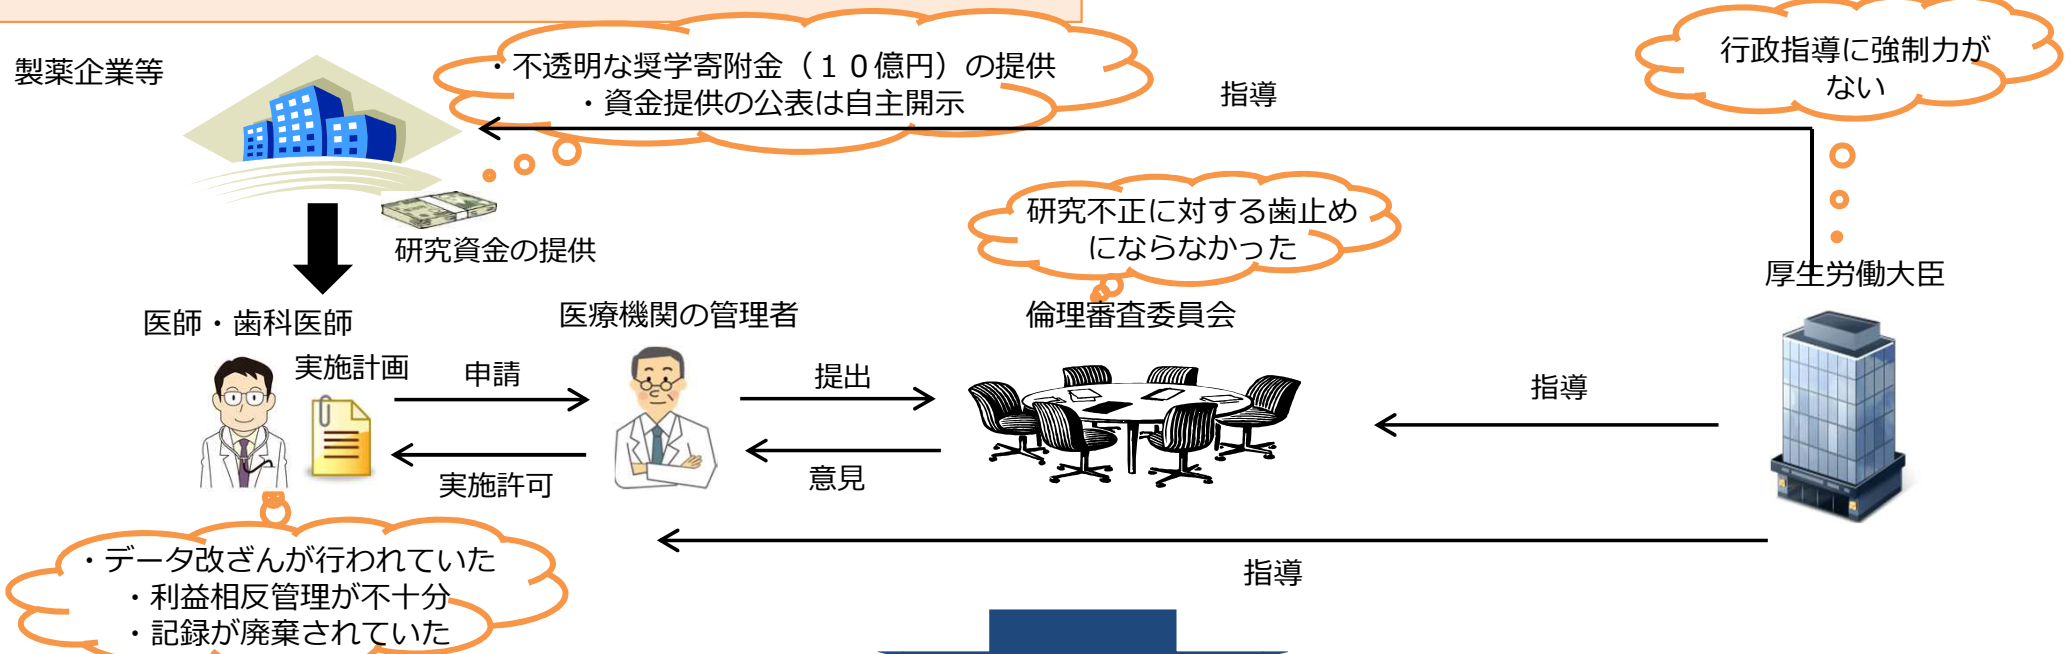 製薬企業等
・不透明な奨学寄附金（１０億円）の提供
・資金提供の公表は自主開示
指導
行政指導に強制力が
ない
研究資金の提供
研究不正に対する歯止め
にならなかった
厚生労働大臣
医師・歯科医師
医療機関の管理者
倫理審査委員会
実施計画
申請
提出
指導
実施許可
意見
指導
・データ改ざんが行われていた
・利益相反管理が不十分
・記録が廃棄されていた